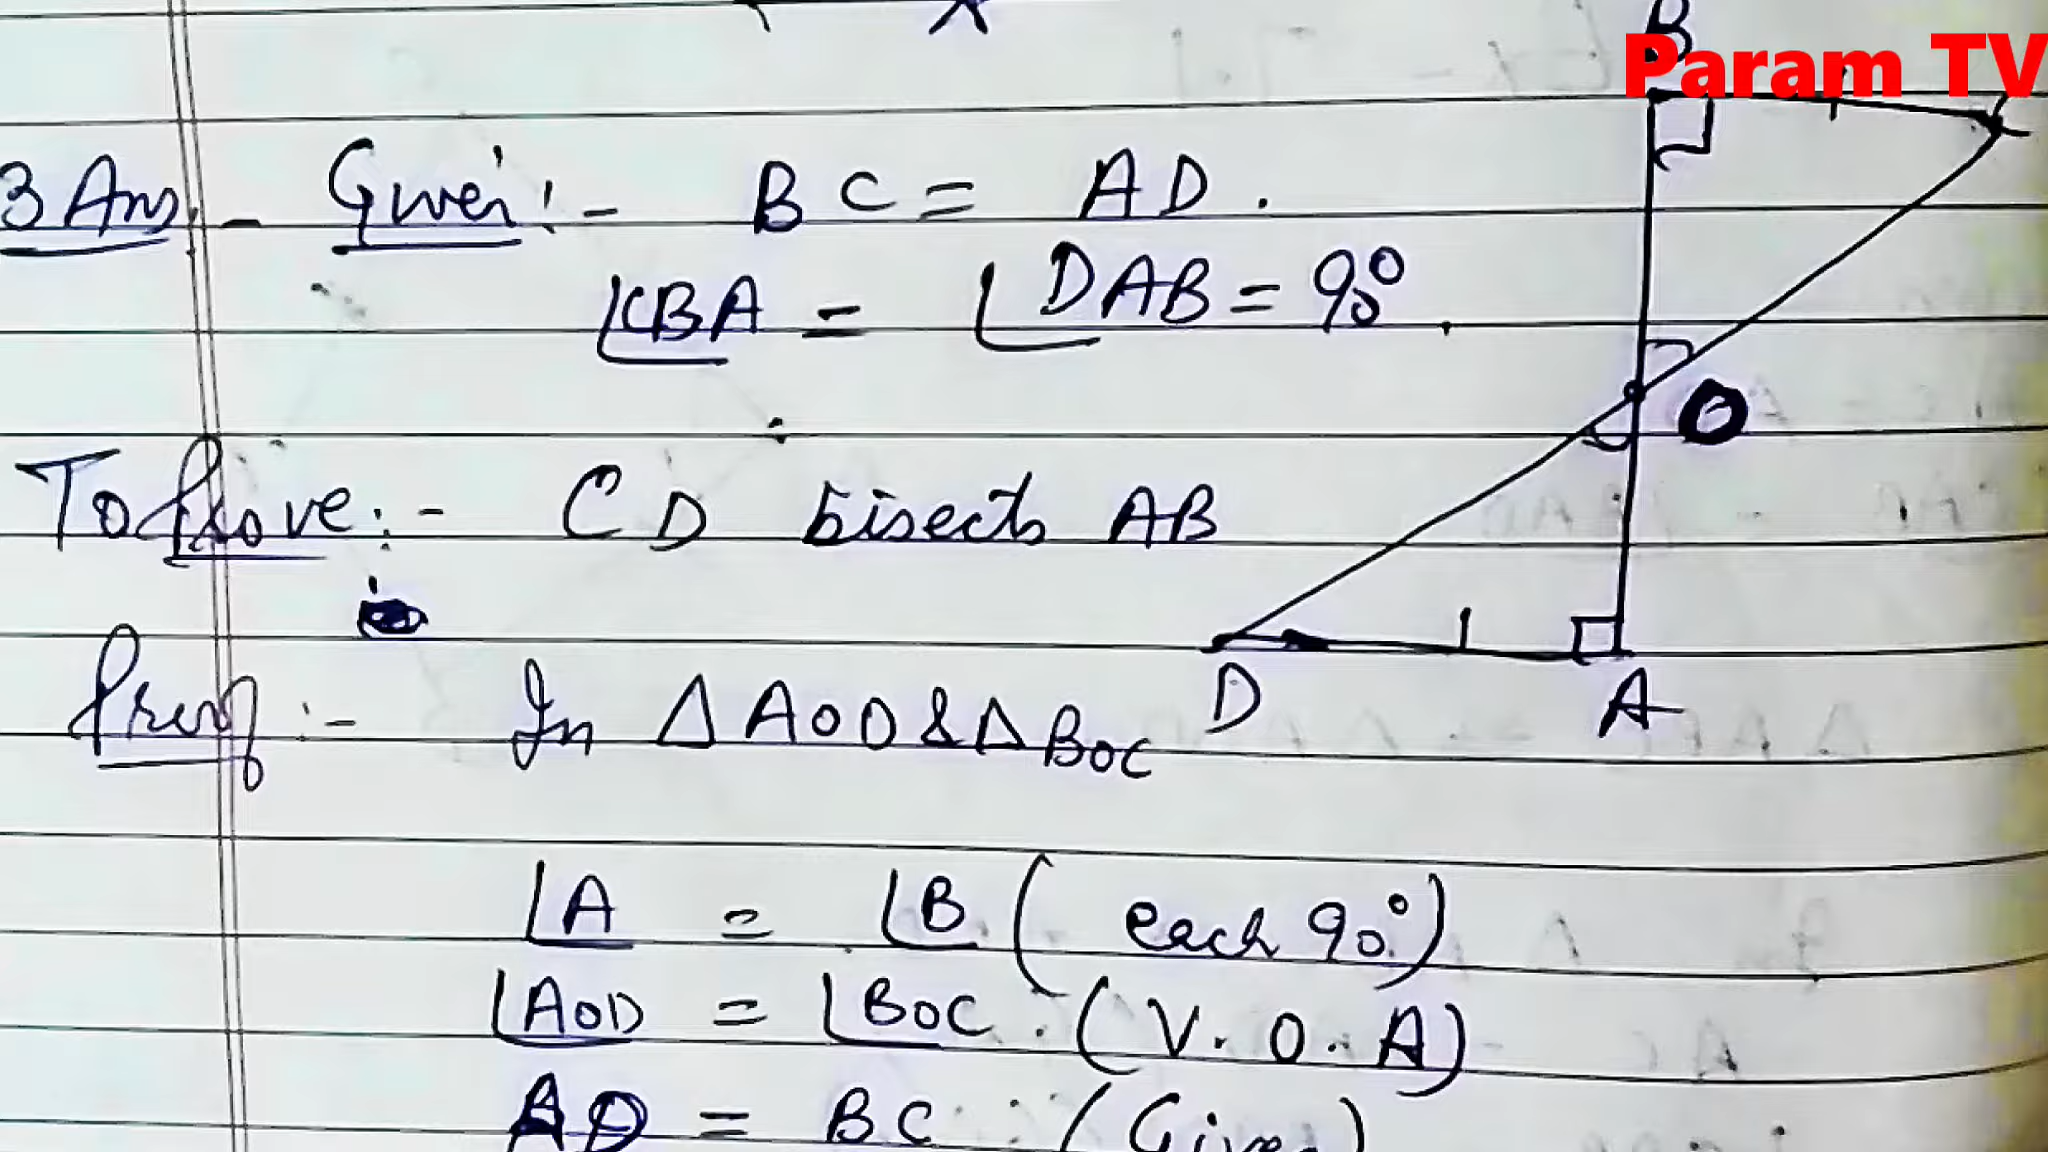 B
Param TV
3 Ans - Given :- BC = AD.
∠CBA = ∠DAB = 90°.
O
To Prove :- CD bisects AB
Proof :- In △AOD & △BOC
D A
∠A = ∠B (each 90°)
∠AOD = ∠BOC. (V.O.A)
AD = BC (Given)